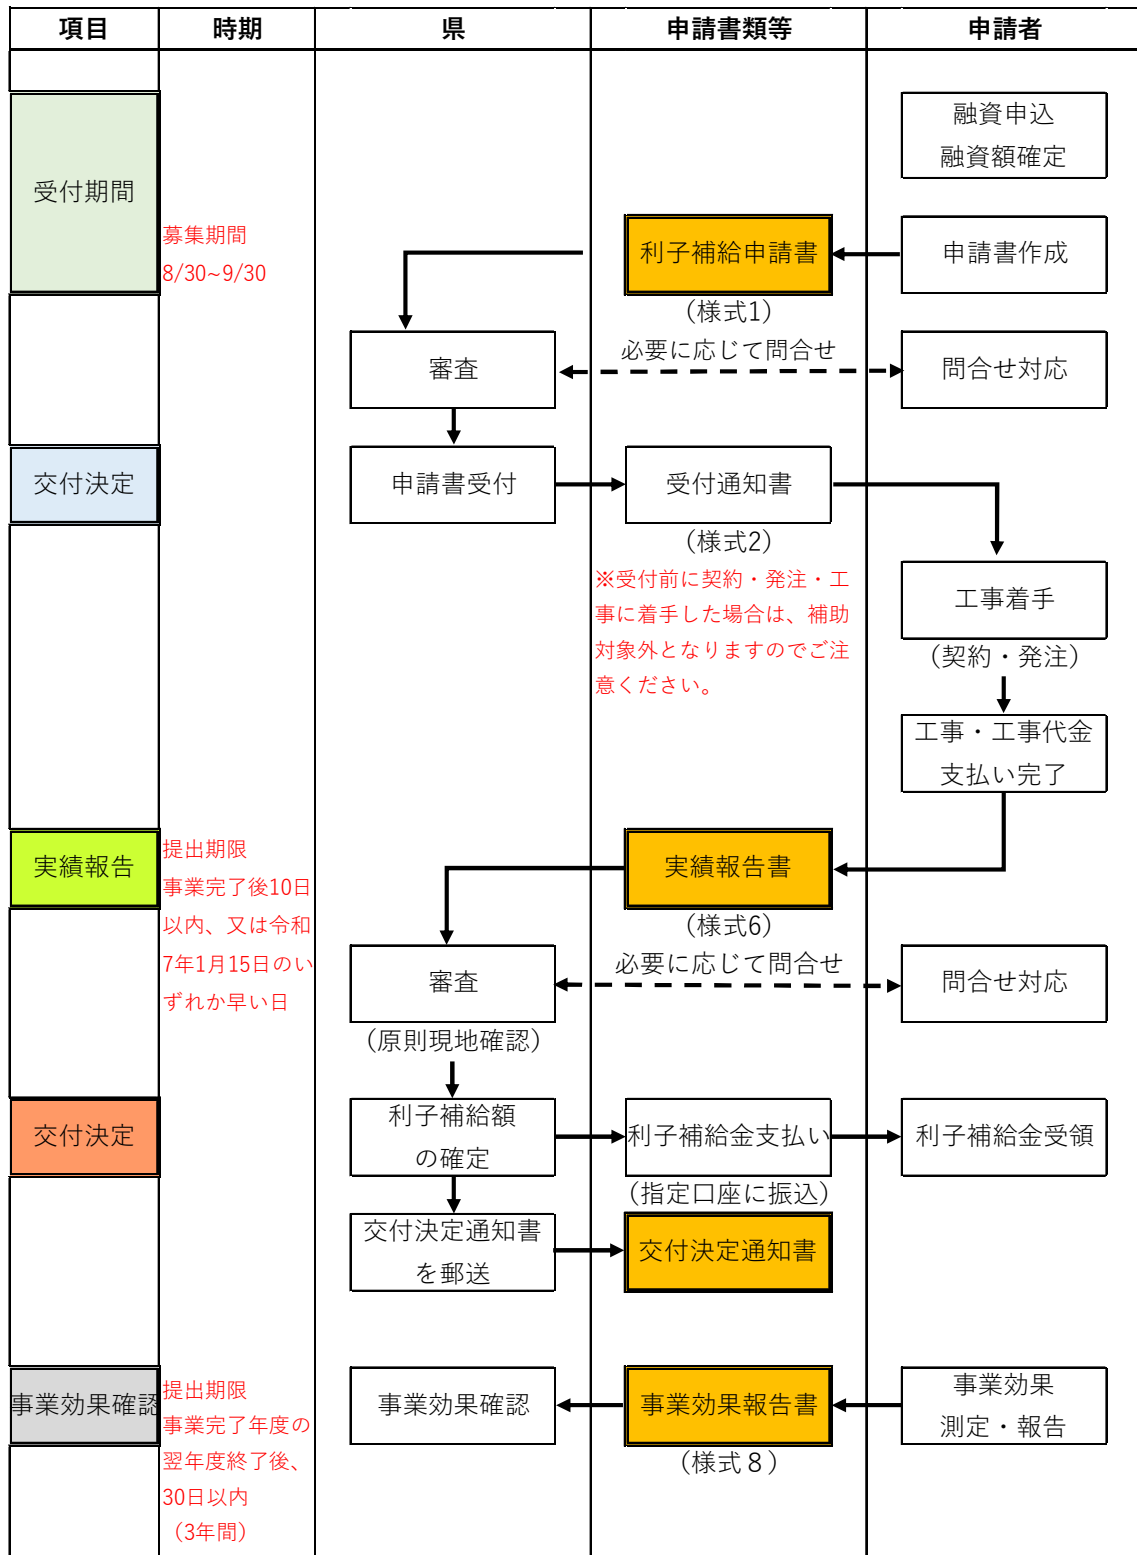 項目 時期 県 申請書類等 申請者
融資申込
融資額確定
受付期間
募集期間
8/30~9/30
利子補給申請書
申請書作成
(様式1)
必要に応じて問合せ
審査
問合せ対応
交付決定
申請書受付
受付通知書
(様式2)
※受付前に契約・発注・工
事に着手した場合は、補助
対象外となりますのでご注
意ください。
工事着手
(契約・発注)
工事・工事代金
支払い完了
実績報告
提出期限
事業完了後10日
以内、又は令和
7年1月15日のい
ずれか早い日
実績報告書
(様式6)
必要に応じて問合せ
審査
(原則現地確認)
問合せ対応
交付決定
利子補給額
の確定
利子補給金支払い
(指定口座に振込)
利子補給金受領
交付決定通知書
を郵送
交付決定通知書
事業効果確認
提出期限
事業完了年度の
翌年度終了後、
30日以内
（3年間）
事業効果確認
事業効果報告書
(様式８)
事業効果
測定・報告